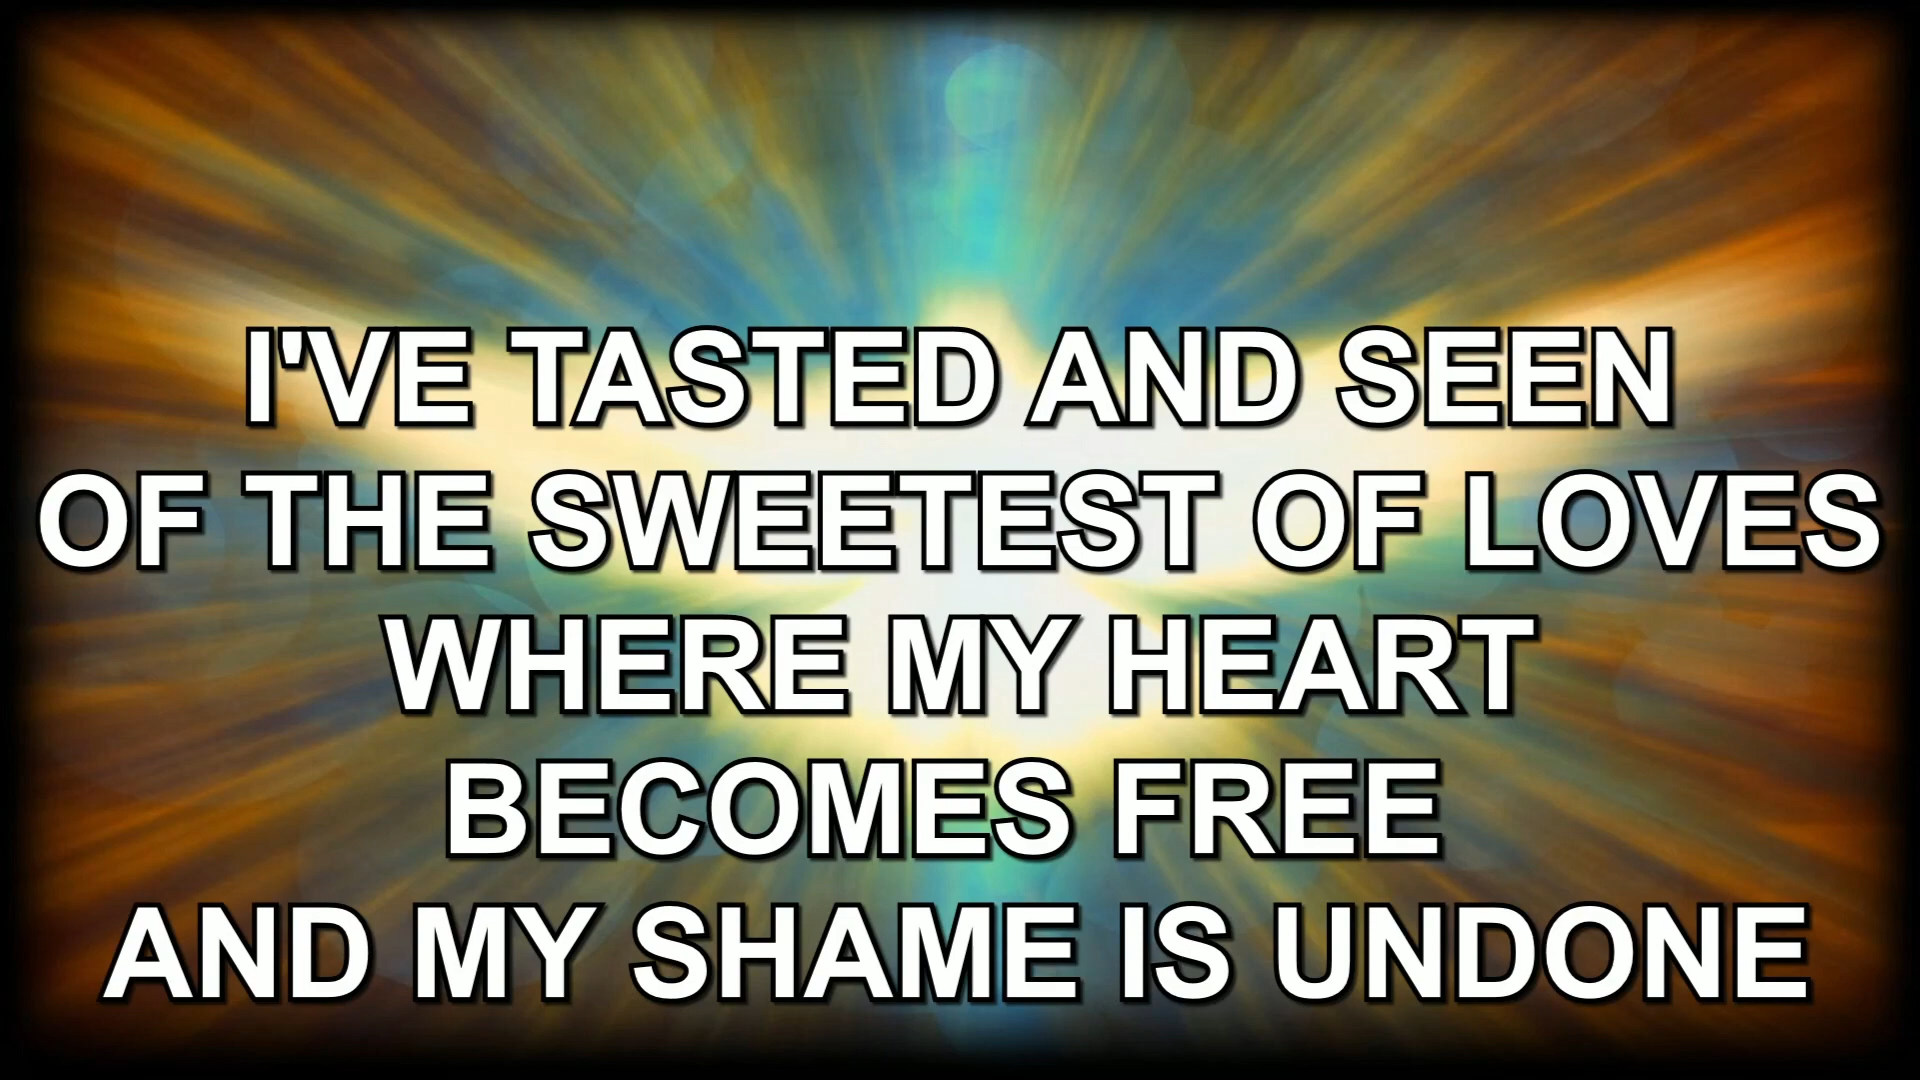 I'VE TASTED AND SEEN
OF THE SWEETEST OF LOVES
WHERE MY HEART
BECOMES FREE
AND MY SHAME IS UNDONE